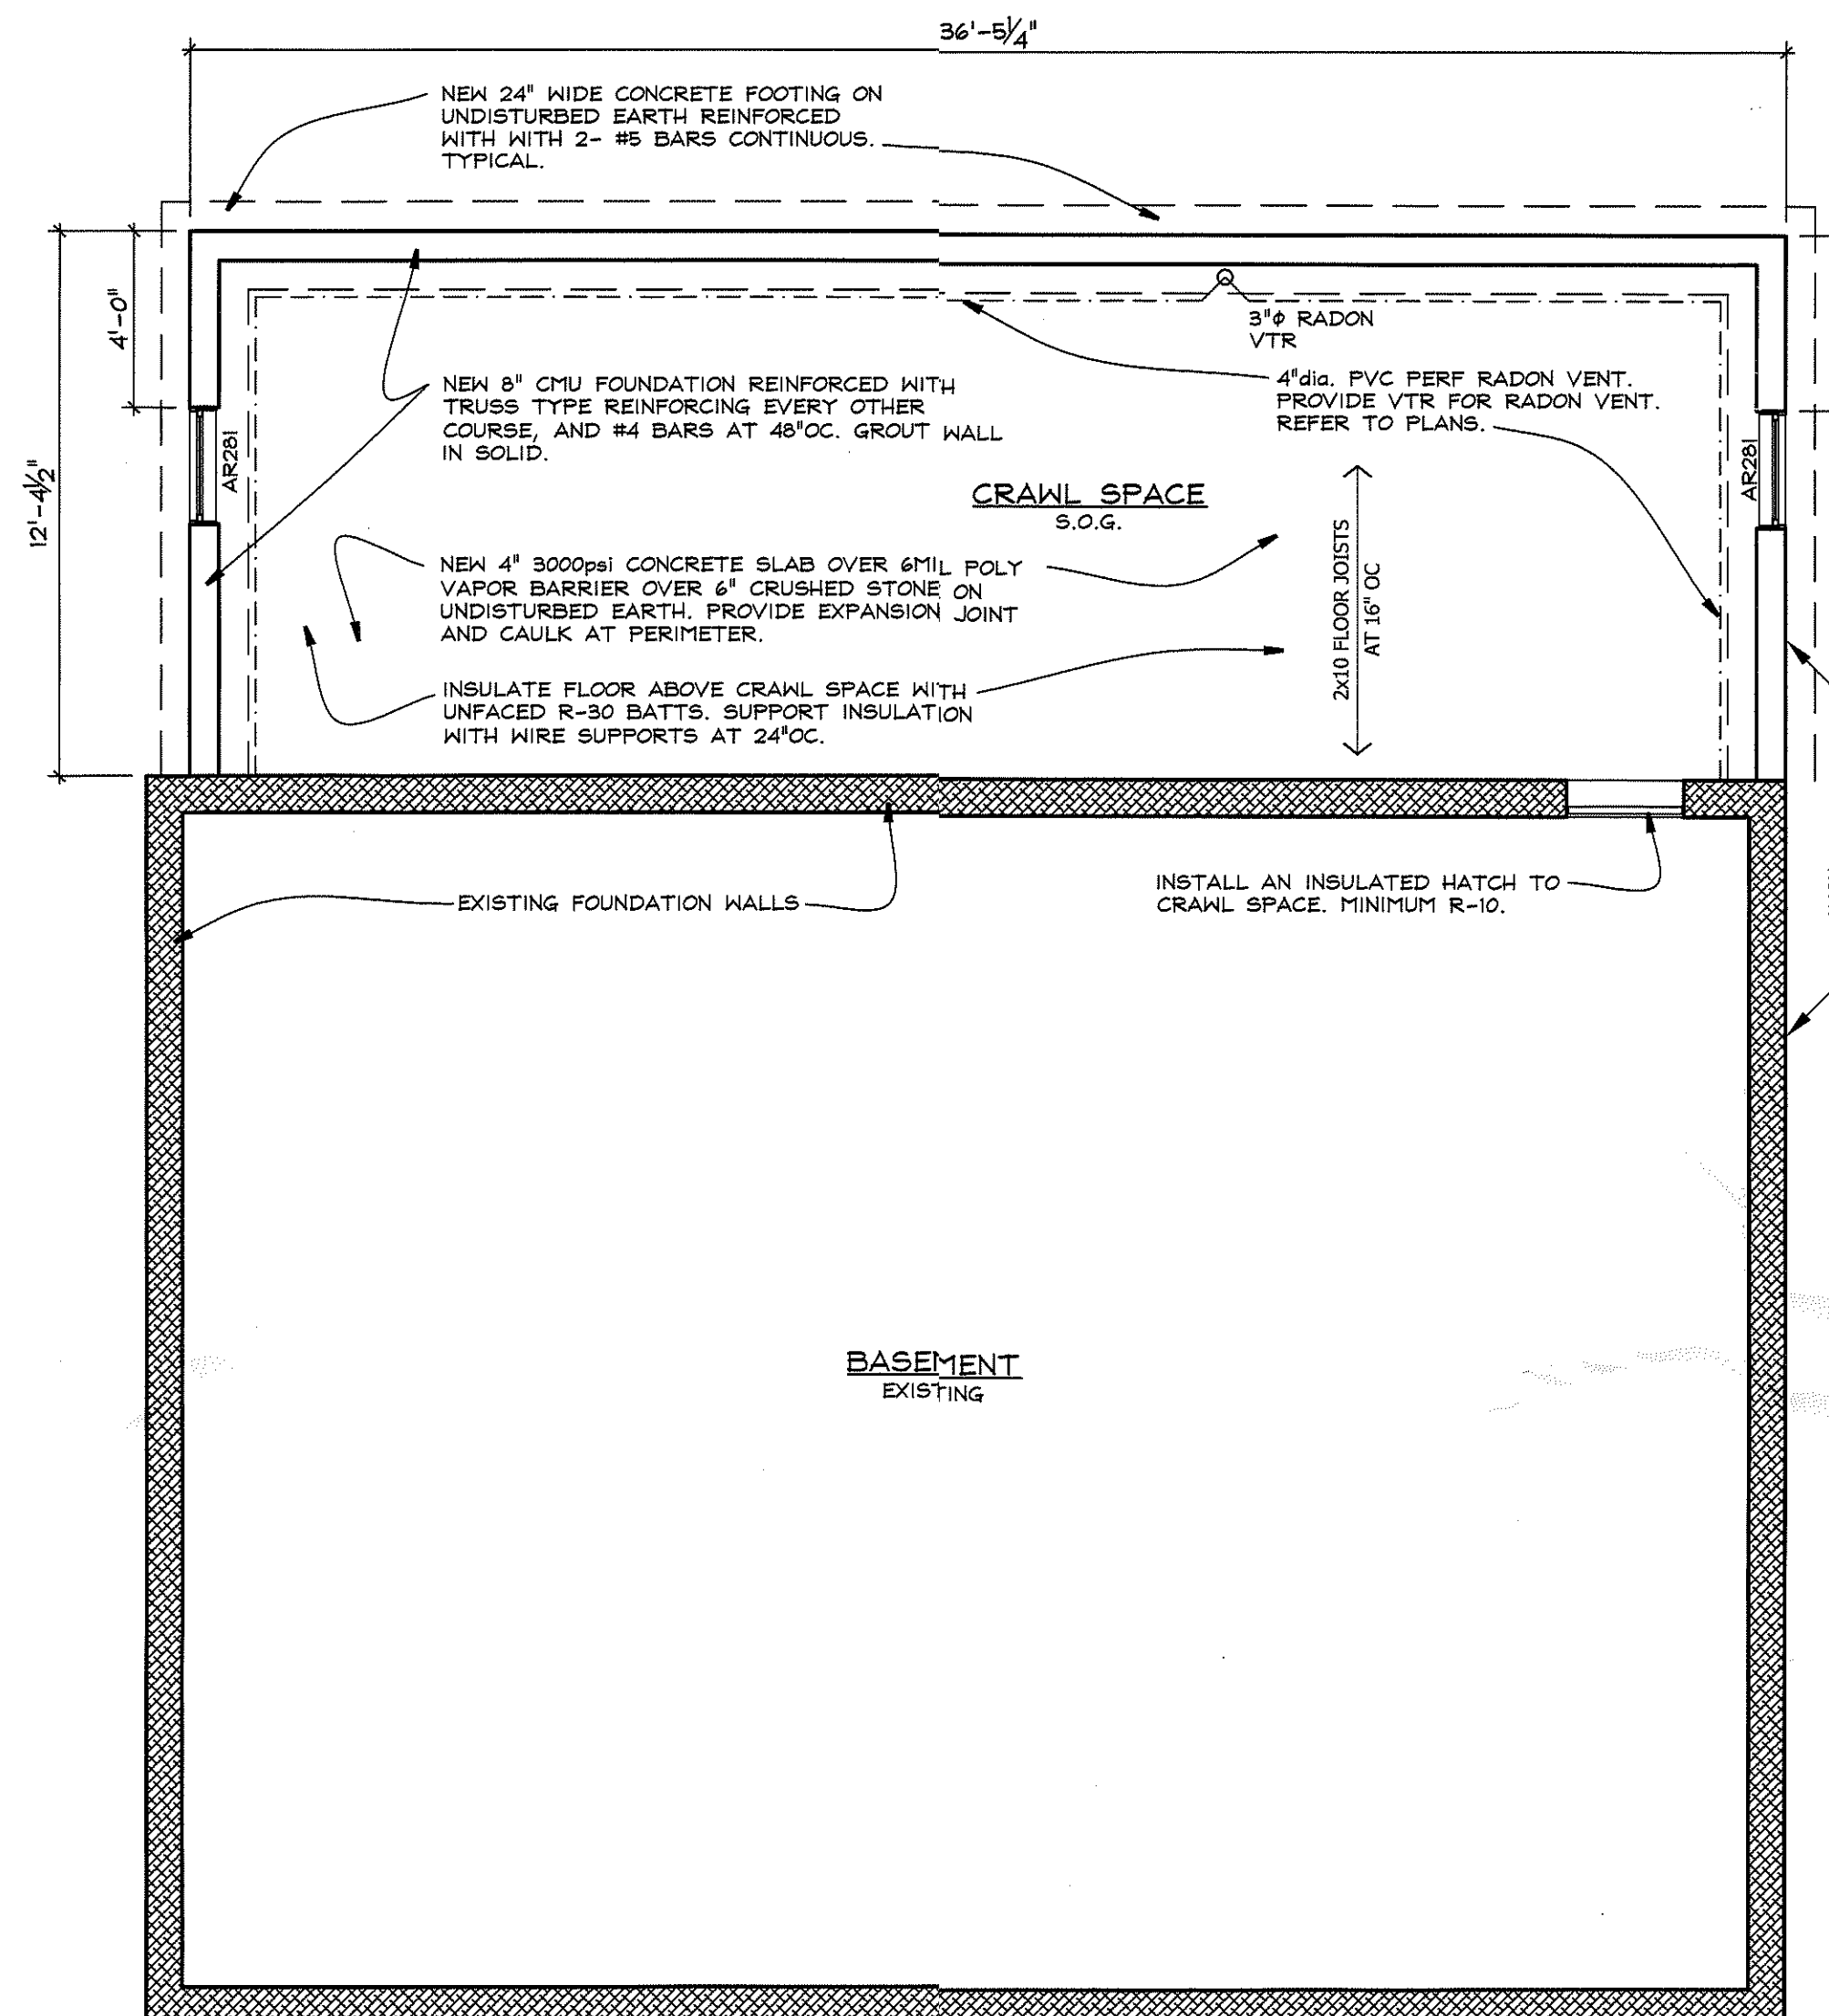 36'-5¼"
NEW 24" WIDE CONCRETE FOOTING ON
UNDISTURBED EARTH REINFORCED
WITH WITH 2- #5 BARS CONTINUOUS.
TYPICAL.
4'-0"
12'-4½"
3"ϕ RADON
VTR
NEW 8" CMU FOUNDATION REINFORCED WITH
TRUSS TYPE REINFORCING EVERY OTHER
COURSE, AND #4 BARS AT 48"OC. GROUT WALL
IN SOLID.
4"dia. PVC PERF RADON VENT.
PROVIDE VTR FOR RADON VENT.
REFER TO PLANS.
AR281
AR281
CRAWL SPACE
S.O.G.
NEW 4" 3000psi CONCRETE SLAB OVER 6MIL POLY
VAPOR BARRIER OVER 6" CRUSHED STONE ON
UNDISTURBED EARTH. PROVIDE EXPANSION JOINT
AND CAULK AT PERIMETER.
2x10 FLOOR JOISTS
AT 16" OC
INSULATE FLOOR ABOVE CRAWL SPACE WITH
UNFACED R-30 BATTS. SUPPORT INSULATION
WITH WIRE SUPPORTS AT 24"OC.
EXISTING FOUNDATION WALLS
INSTALL AN INSULATED HATCH TO
CRAWL SPACE. MINIMUM R-10.
BASEMENT
EXISTING